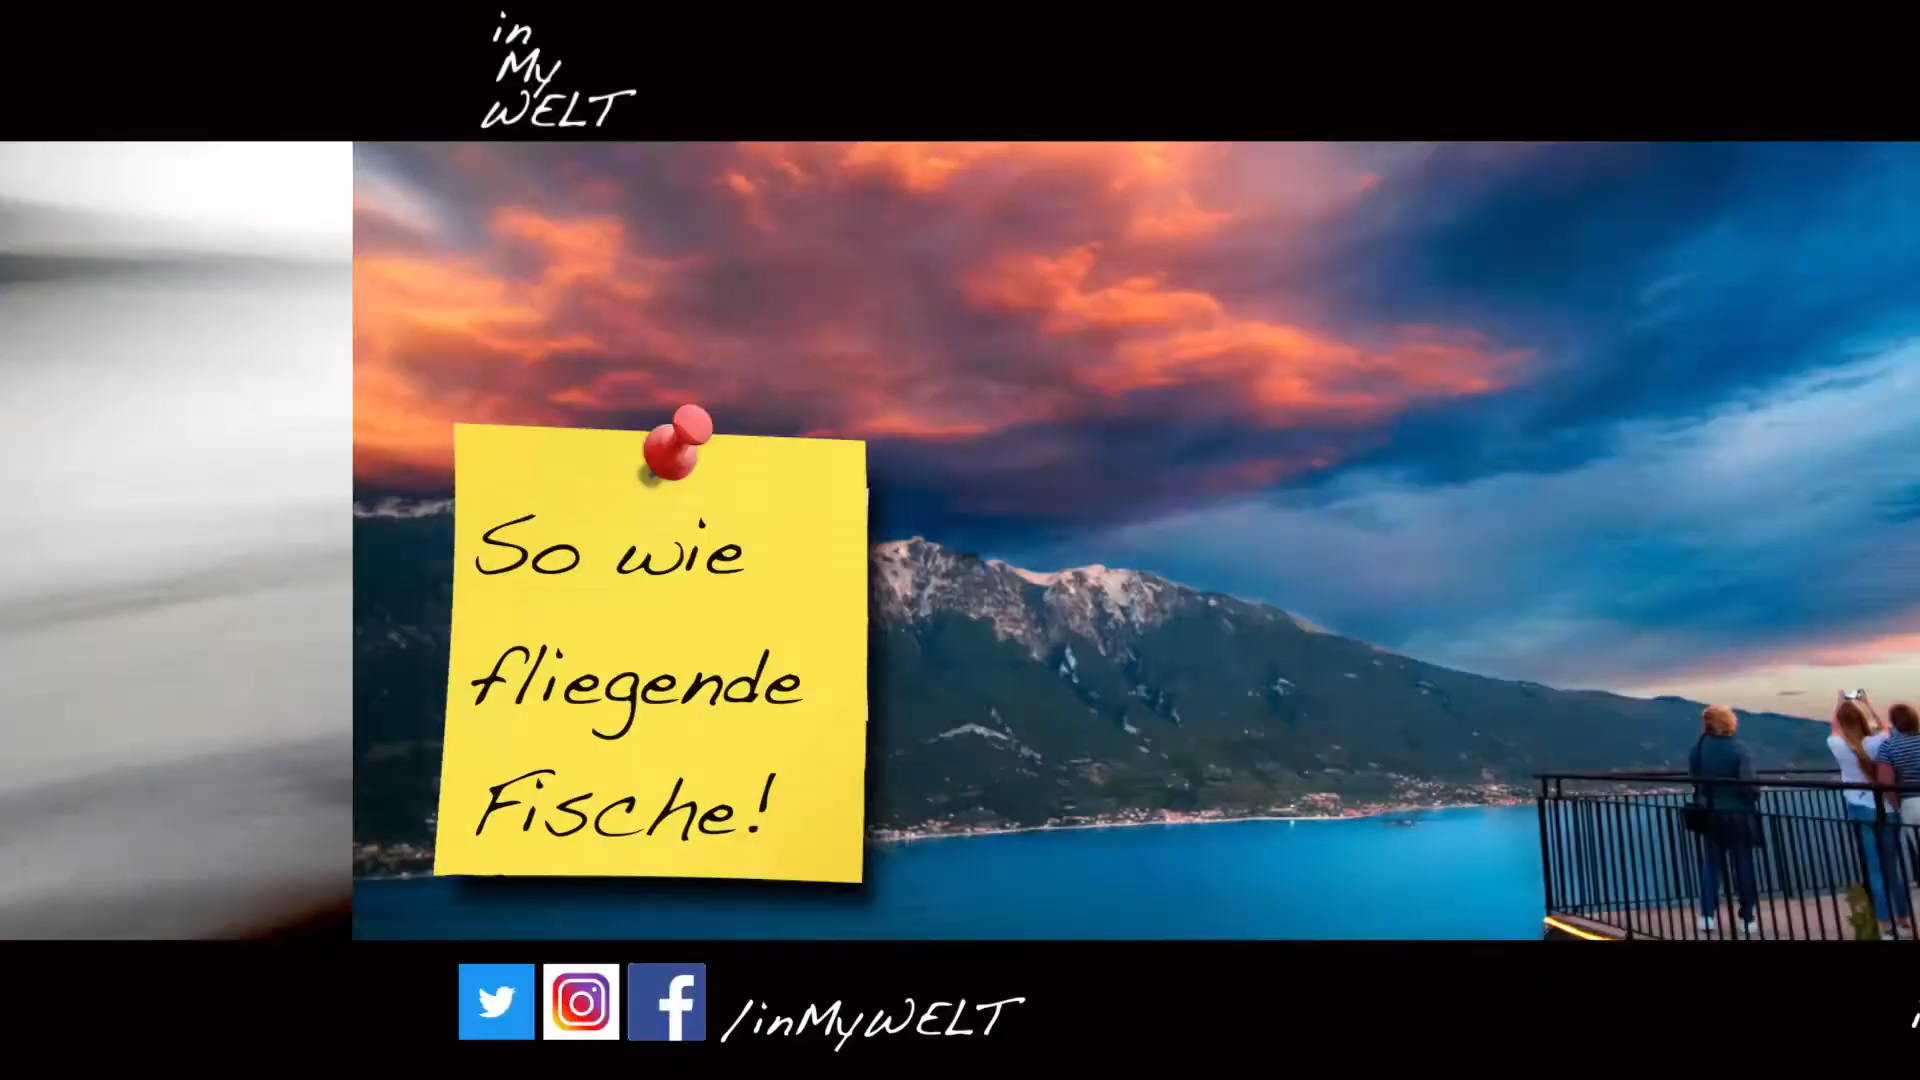 in
My
WELT
So wie
fliegende
Fische!
/inMyWELT